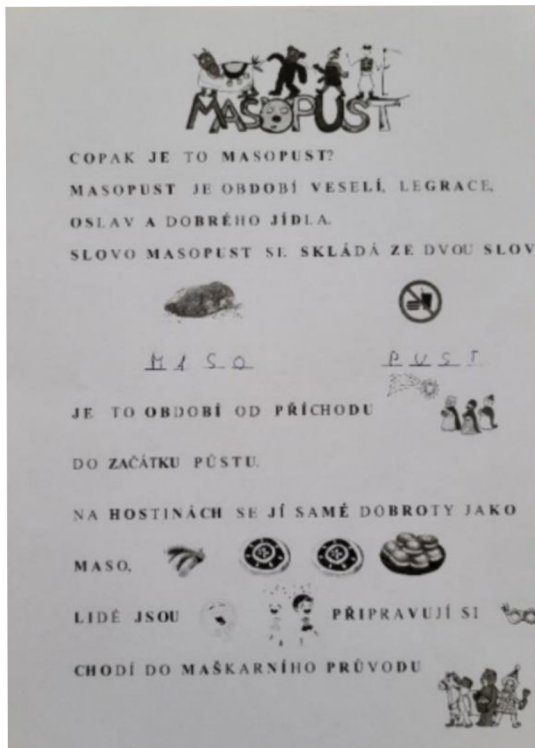 MASOPUST
COPAK JE TO MASOPUST?
MASOPUST JE OBDOBÍ VESELÍ, LEGRACE,
OSLAV A DOBRÉHO JÍDLA.
SLOVO MASOPUST SE SKLÁDÁ ZE DVOU SLOV
MASO PUST
JE TO OBDOBÍ OD PŘÍCHODU
DO ZAČÁTKU PŮSTU.
NA HOSTINÁCH SE JÍ SAMÉ DOBROTY JAKO
MASO,
LIDÉ JSOU PŘIPRAVUJÍ SI
CHODÍ DO MAŠKARNÍHO PRŮVODU